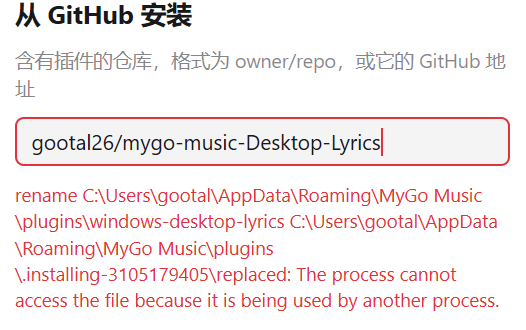 从 GitHub 安装
含有插件的仓库，格式为 owner/repo，或它的 GitHub 地
址
gootal26/mygo-music-Desktop-Lyrics
rename C:\Users\gootal\AppData\Roaming\MyGo Music
\plugins\windows-desktop-lyrics C:\Users\gootal\AppData
\Roaming\MyGo Music\plugins
\.installing-3105179405\replaced: The process cannot
access the file because it is being used by another process.